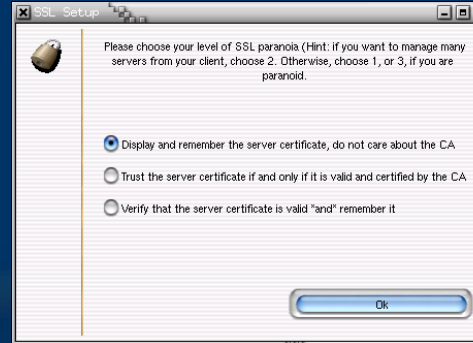 SSL Setup
Please choose your level of SSL paranoia (Hint: if you want to manage many
servers from your client, choose 2. Otherwise, choose 1, or 3, if you are
paranoid.
Display and remember the server certificate, do not care about the CA
Trust the server certificate if and only if it is valid and certified by the CA
Verify that the server certificate is valid "and" remember it
Ok